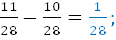 11/28 − 10/28 = 1/28;